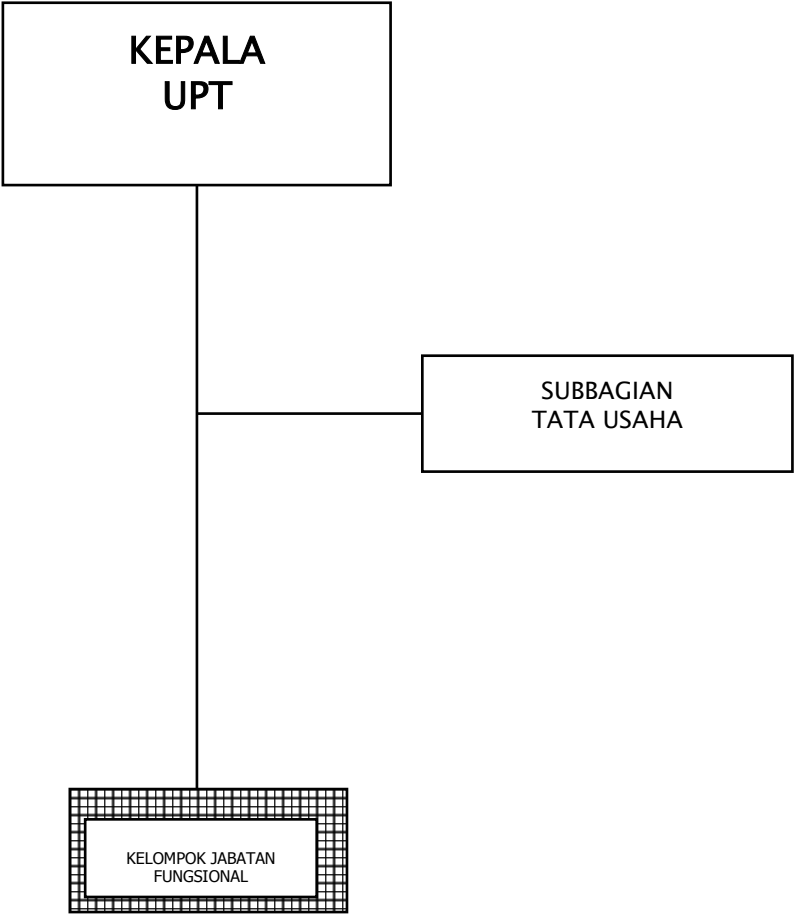 KEPALA
UPT
SUBBAGIAN
TATA USAHA
KELOMPOK JABATAN
FUNGSIONAL